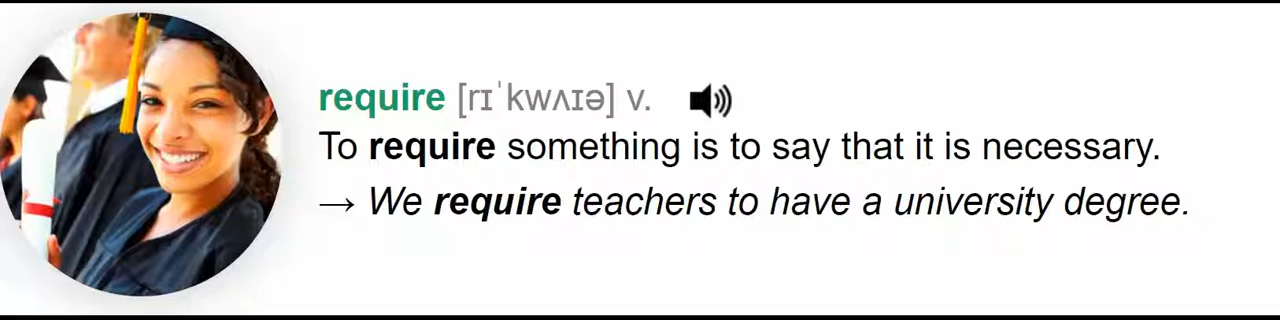 require [rɪˈkwʌɪə] v.
To require something is to say that it is necessary.
→ We require teachers to have a university degree.